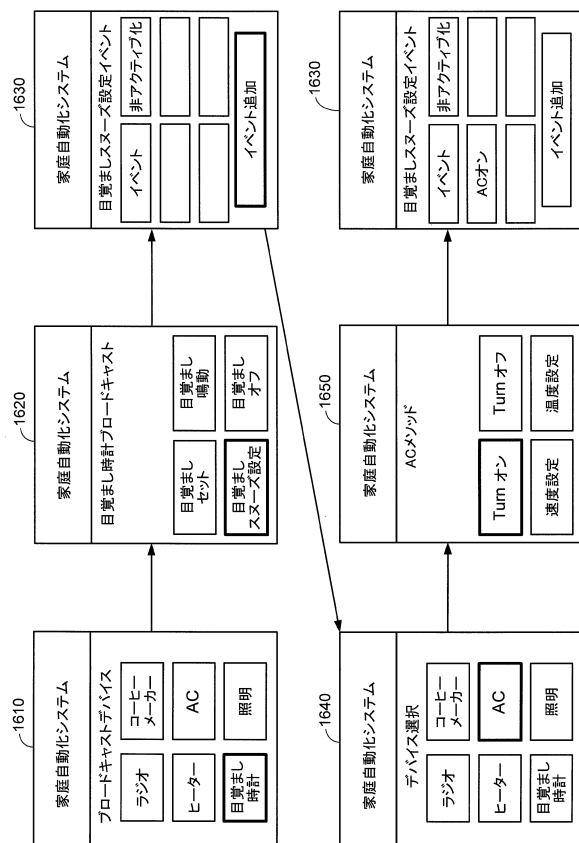 1610
家庭自動化システム
ブロードキャストデバイス
ラジオ
コーヒー
メーカー
ヒーター
AC
目覚まし
時計
照明
1620
家庭自動化システム
目覚まし時計ブロードキャスト
目覚まし
セット
目覚まし
鳴動
目覚まし
スヌーズ設定
目覚まし
オフ
1630
家庭自動化システム
目覚ましスヌーズ設定イベント
イベント
非アクティブ化
イベント追加
1640
家庭自動化システム
デバイス選択
ラジオ
コーヒー
メーカー
ヒーター
AC
目覚まし
時計
照明
1650
家庭自動化システム
ACメソッド
Turn オン
Turn オフ
速度設定
温度設定
1630
家庭自動化システム
目覚ましスヌーズ設定イベント
イベント
非アクティブ化
ACオン
イベント追加